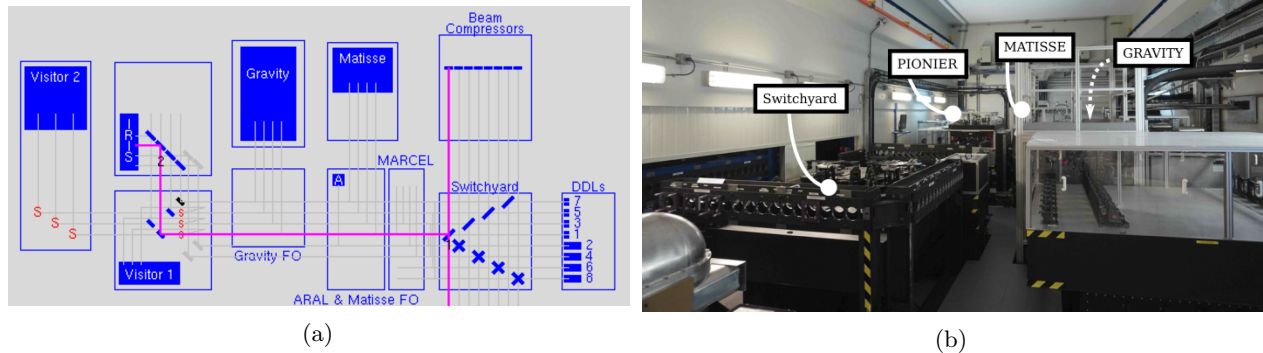 Beam
Compressors
Visitor 2
Gravity
Matisse
I
R
I
S
2
MARCEL
A
Switchyard
DDLs
7
5
3
1
2
4
6
8
S
S
S
S
S
S
Visitor 1
Gravity FO
ARAL & Matisse FO
(a)
MATISSE
GRAVITY
PIONIER
Switchyard
(b)